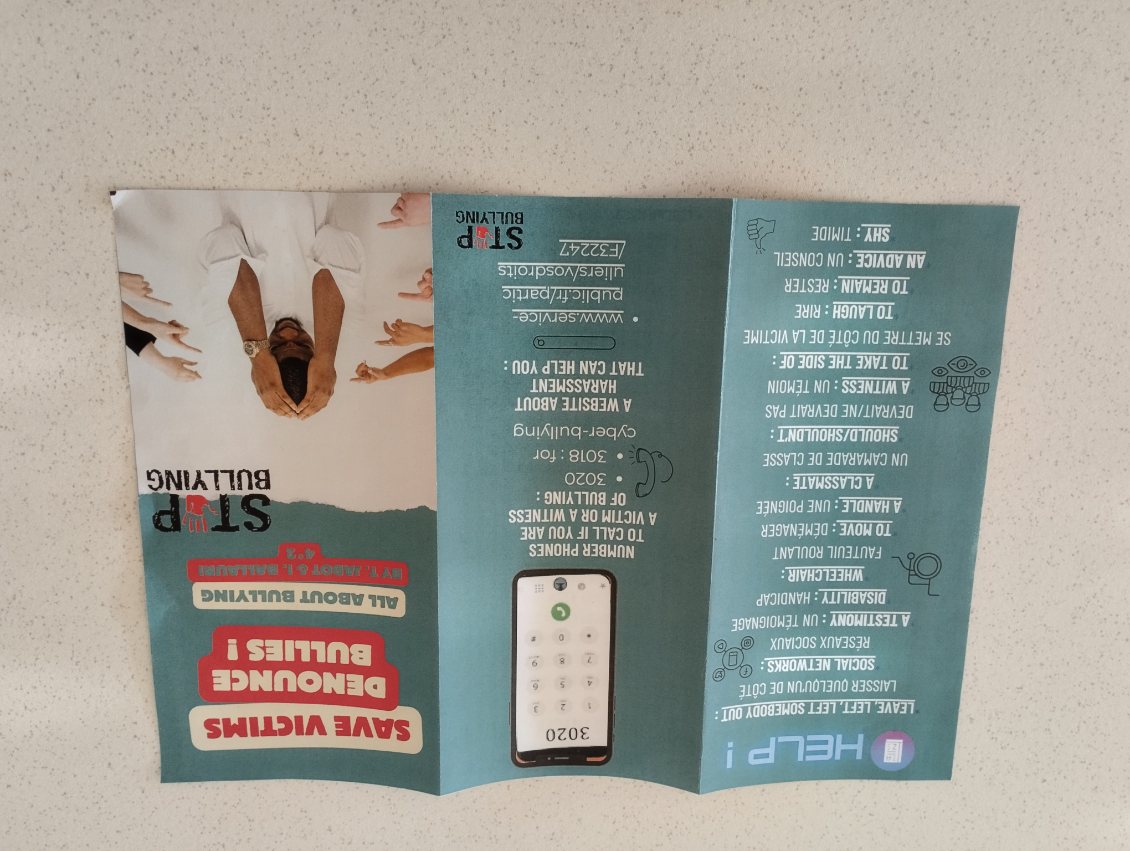 HELP !
LEAVE, LEFT, LEFT SOMEBODY OUT :
LAISSER QUELQU'UN DE CÔTÉ
SOCIAL NETWORKS :
RÉSEAUX SOCIAUX
A TESTIMONY : UN TÉMOIGNAGE
DISABILITY : HANDICAP
WHEELCHAIR :
FAUTEUIL ROULANT
TO MOVE : DÉMÉNAGER
A HANDLE : UNE POIGNÉE
A CLASSMATE :
UN CAMARADE DE CLASSE
SHOULD/SHOULDN'T :
DEVRAIT/NE DEVRAIT PAS
A WITNESS : UN TÉMOIN
TO TAKE THE SIDE OF :
SE METTRE DU CÔTÉ DE LA VICTIME
TO LAUGH : RIRE
TO REMAIN : RESTER
AN ADVICE : UN CONSEIL
SHY : TIMIDE
3020
1 2 3
4 5 6
7 8 9
* 0 #
NUMBER PHONES
TO CALL IF YOU ARE
A VICTIM OR A WITNESS
OF BULLYING :
• 3020
• 3018 : for
cyber-bullying
A WEBSITE ABOUT
HARASSMENT
THAT CAN HELP YOU :
• www.service-
public.fr/partic
uliers/vosdroits
/F32247
STOP
BULLYING
SAVE VICTIMS
DENOUNCE
BULLIES !
ALL ABOUT BULLYING
BY T. JABOT & I. BALLAURI
4°3
STOP
BULLYING